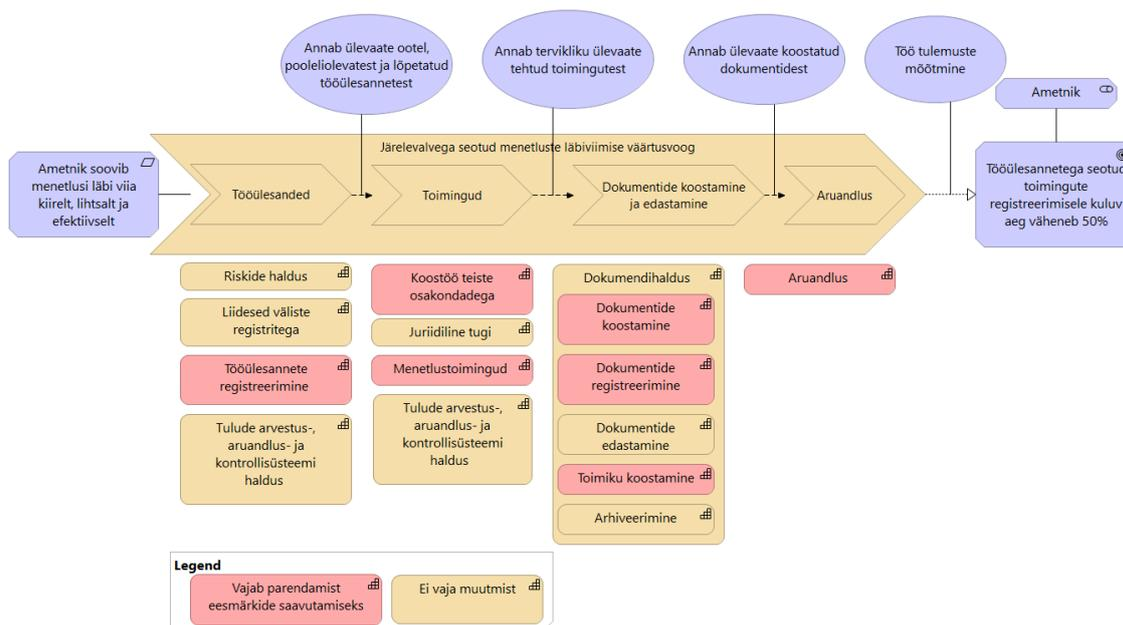 Annab ülevaate ootel,
pooleliolevatest ja lõpetatud
tööülesannetest
Annab tervikliku ülevaate
tehtud toimingutest
Annab ülevaate koostatud
dokumentidest
Töö tulemuste
mõõtmine
Ametnik
Järelevalvega seotud menetluste läbiviimise väärtusvoog
Ametnik soovib
menetlusi läbi viia
kiirelt, lihtsalt ja
efektiivselt
Tööülesanded
Toimingud
Dokumentide koostamine
ja edastamine
Aruandlus
Tööülesannetega seotud
toimingute
registreerimisele kuluv
aeg väheneb 50%
Riskide haldus
Liidesed väliste
registritega
Tööülesannete
registreerimine
Tulude arvestus-,
aruandlus- ja
kontrollisüsteemi
haldus
Koostöö teiste
osakondadega
Juriidiline tugi
Menetlustoimingud
Tulude arvestus-,
aruandlus- ja
kontrollisüsteemi
haldus
Dokumendihaldus
Dokumentide
koostamine
Dokumentide
registreerimine
Dokumentide
edastamine
Toimiku koostamine
Arhiveerimine
Aruandlus
Legend
Vajab parendamist
eesmärkide saavutamiseks
Ei vaja muutmist